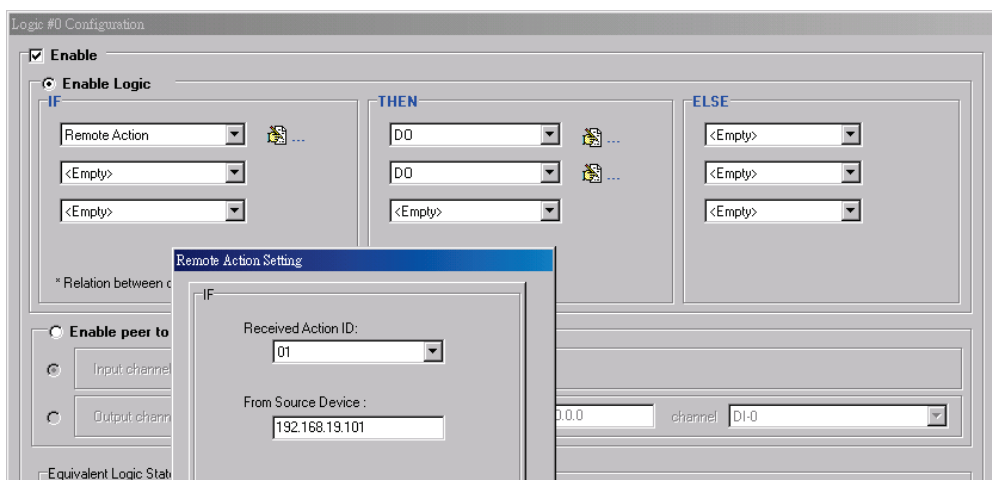 Logic #0 Configuration
Enable
Enable Logic
IF
Remote Action
...
<Empty>
<Empty>
* Relation between
THEN
DO
...
DO
...
<Empty>
ELSE
<Empty>
<Empty>
<Empty>
Remote Action Setting
IF
Received Action ID:
01
From Source Device :
192.168.19.101
Enable peer to
Input channel
Output chann
0.0.0
channel
DI-0
Equivalent Logic State